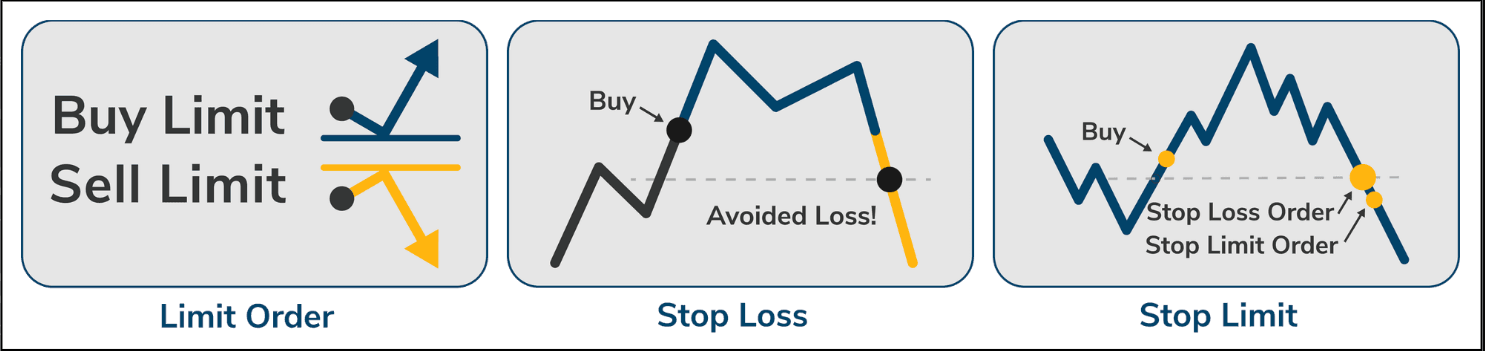 Buy Limit
Sell Limit
Limit Order
Buy
Avoided Loss!
Stop Loss
Buy
Stop Loss Order
Stop Limit Order
Stop Limit